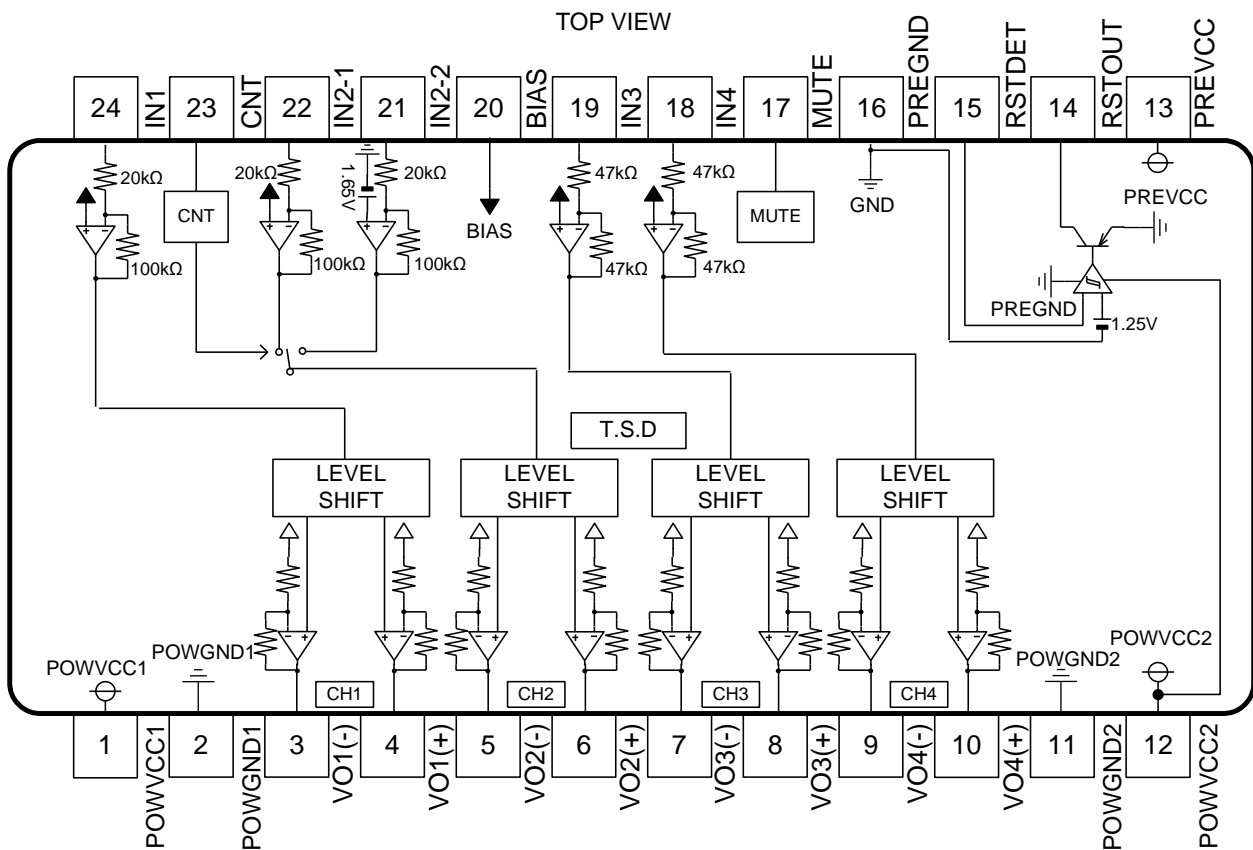 TOP VIEW
24
IN1
23
CNT
22
IN2-1
21
IN2-2
20
BIAS
19
IN3
18
IN4
17
MUTE
16
PREGND
15
RSTDET
14
RSTOUT
13
PREVCC
20kΩ
CNT
20kΩ
1.65V
20kΩ
BIAS
47kΩ
47kΩ
MUTE
GND
PREVCC
100kΩ
100kΩ
100kΩ
47kΩ
47kΩ
PREGND
1.25V
T.S.D
LEVEL
SHIFT
LEVEL
SHIFT
LEVEL
SHIFT
LEVEL
SHIFT
+ -
+ -
+ -
+ -
+ -
- +
+ -
- +
+ -
- +
+ -
- +
+ -
POWVCC1
POWGND1
CH1
CH2
CH3
CH4
POWGND2
POWVCC2
1
POWVCC1
2
POWGND1
3
VO1(-)
4
VO1(+)
5
VO2(-)
6
VO2(+)
7
VO3(-)
8
VO3(+)
9
VO4(-)
10
VO4(+)
11
POWGND2
12
POWVCC2